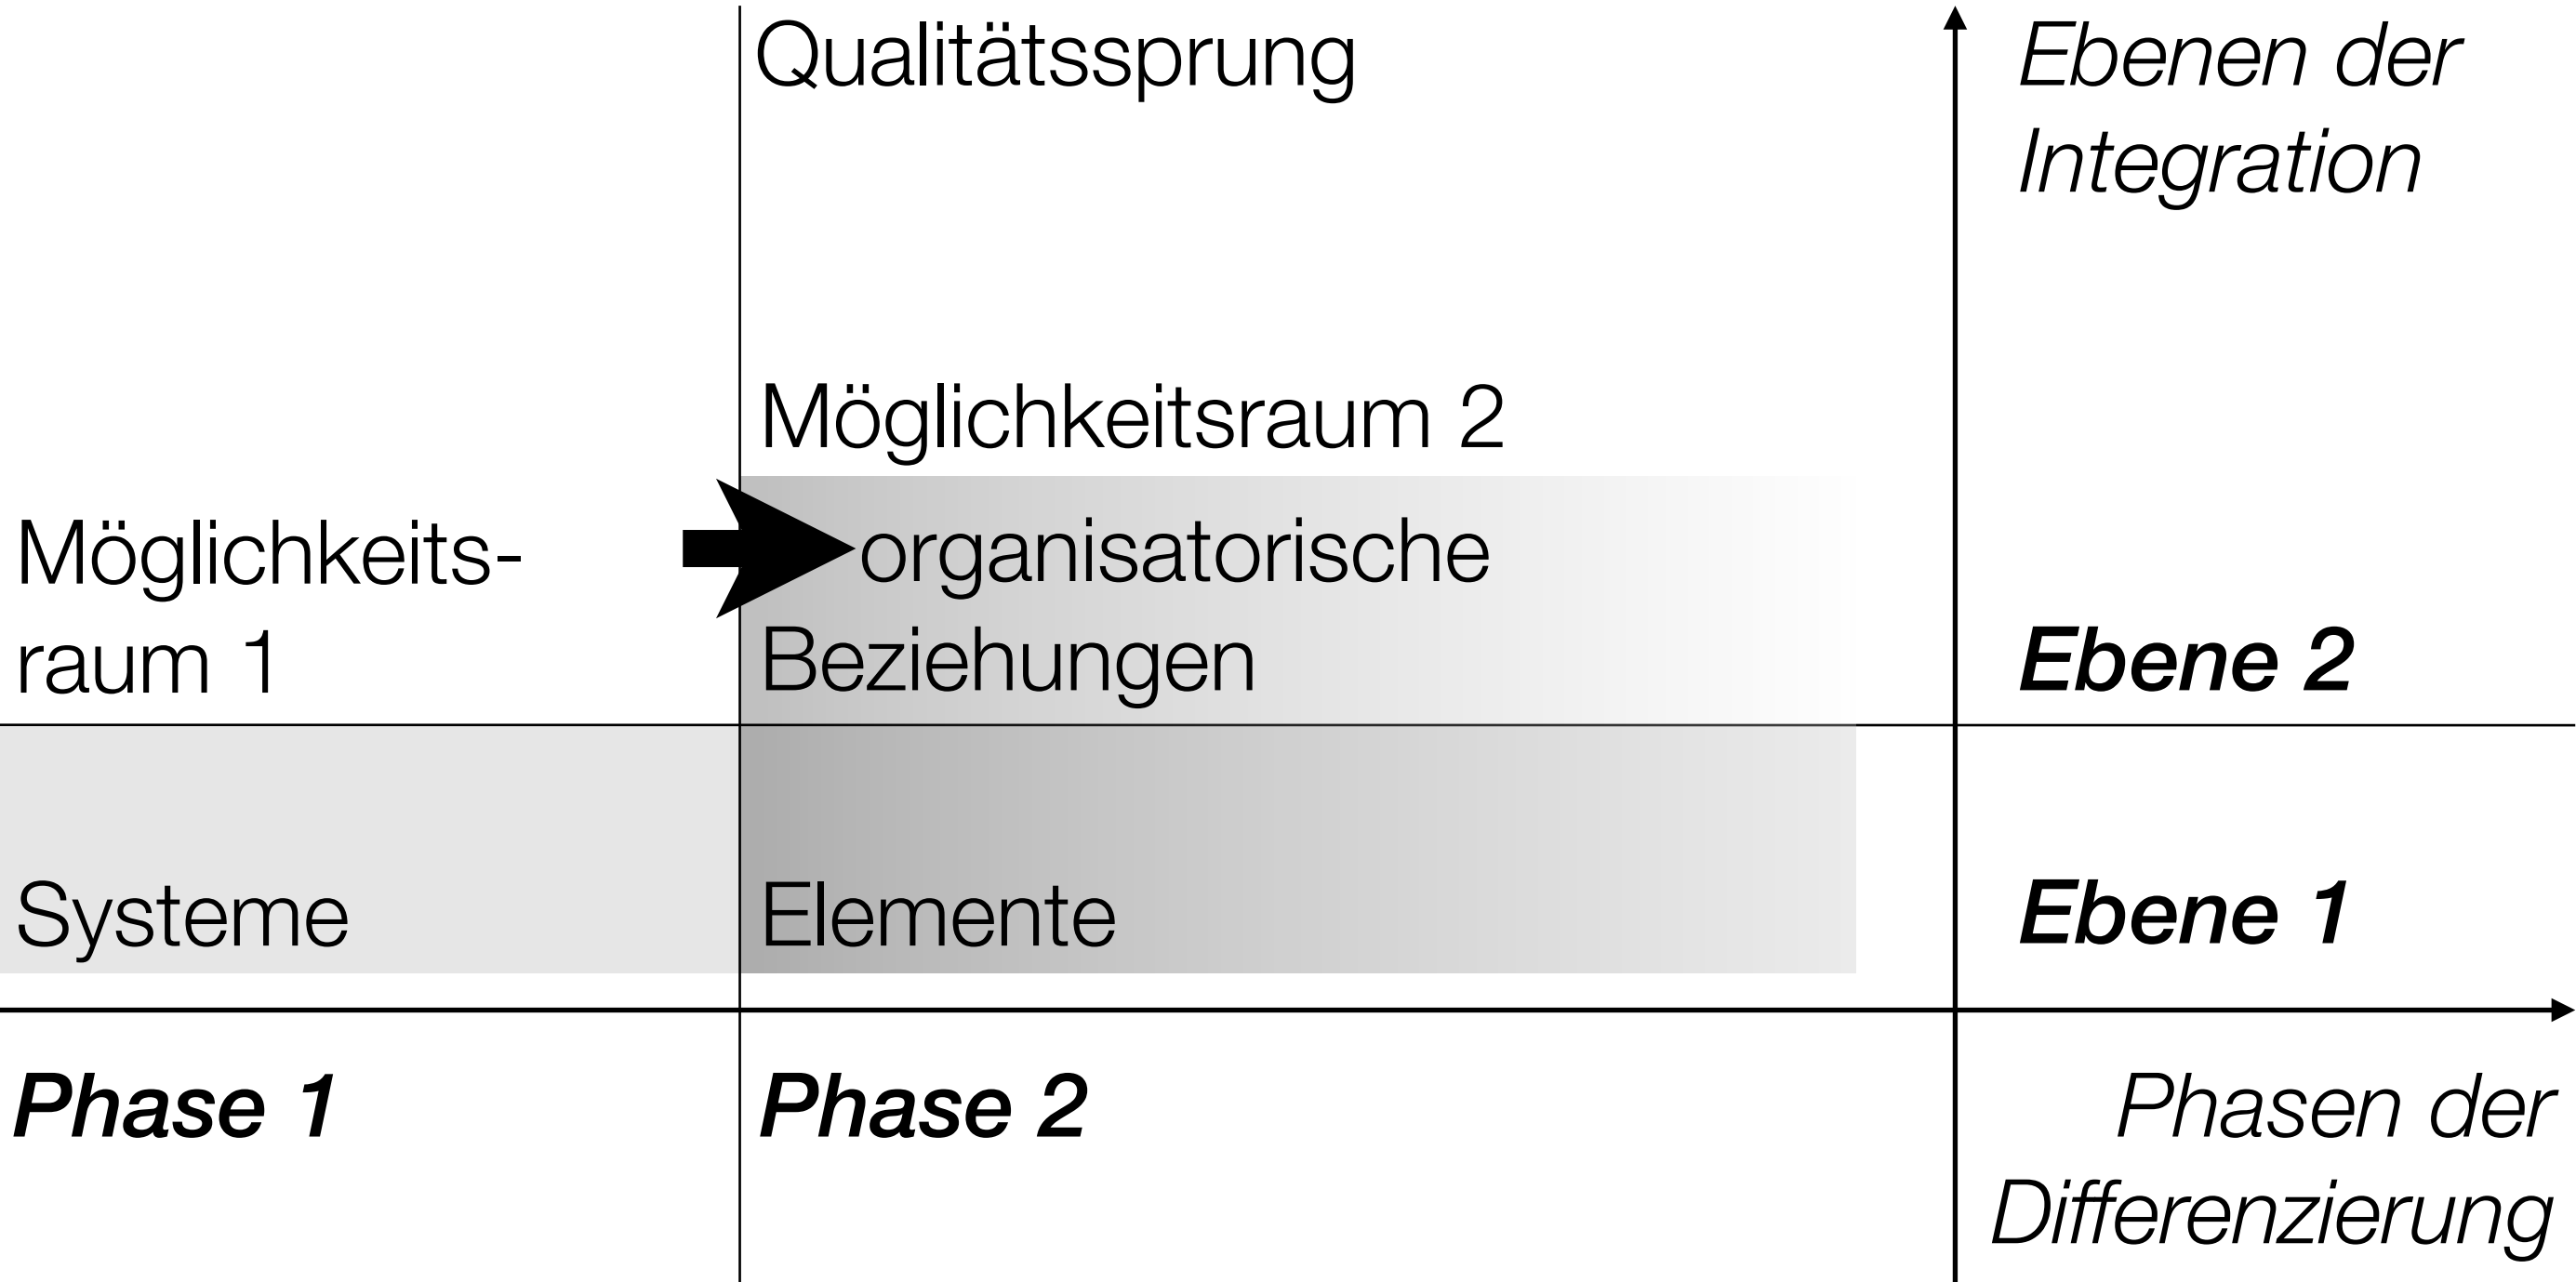 Qualitätssprung
Ebenen der
Integration
Möglichkeitsraum 2
Möglichkeits-
raum 1
organisatorische
Beziehungen
Ebene 2
Systeme
Elemente
Ebene 1
Phase 1
Phase 2
Phasen der
Differenzierung